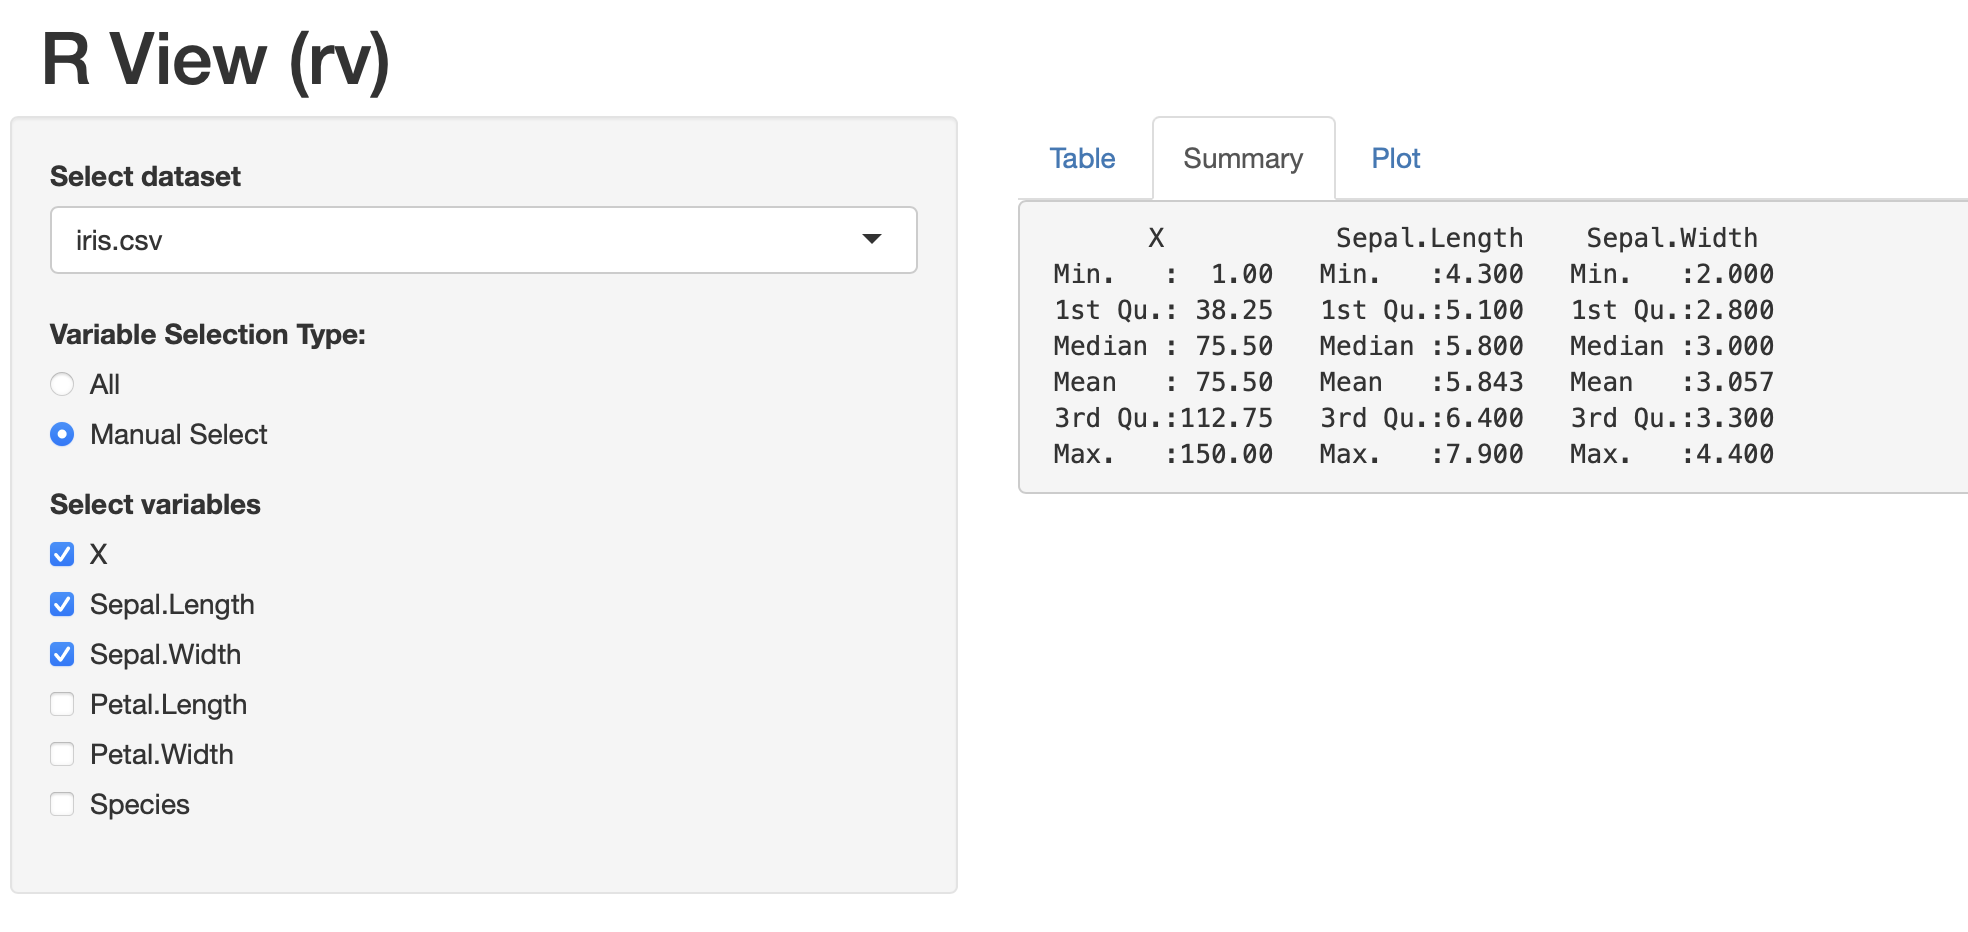 R View (rv)
Select dataset
iris.csv
Variable Selection Type:
All
Manual Select
Select variables
X
Sepal.Length
Sepal.Width
Petal.Length
Petal.Width
Species
Table Summary Plot
X Sepal.Length Sepal.Width
Min.   :  1.00   Min.   :4.300   Min.   :2.000
1st Qu.: 38.25   1st Qu.:5.100   1st Qu.:2.800
Median : 75.50   Median :5.800   Median :3.000
Mean   : 75.50   Mean   :5.843   Mean   :3.057
3rd Qu.:112.75   3rd Qu.:6.400   3rd Qu.:3.300
Max.   :150.00   Max.   :7.900   Max.   :4.400